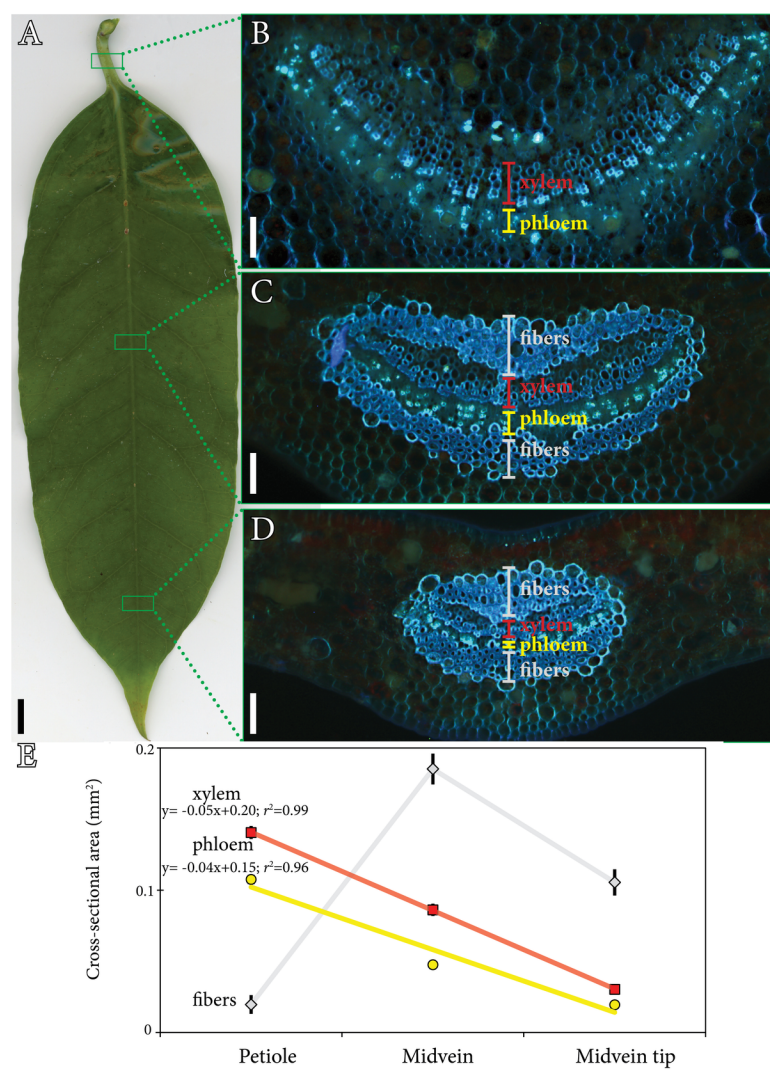 A
B
xylem
phloem
C
fibers
xylem
phloem
fibers
D
fibers
xylem
phloem
fibers
E
0.2
xylem
y= -0.05x+0.20; r²=0.99
phloem
y= -0.04x+0.15; r²=0.96
0.1
Cross-sectional area (mm²)
fibers
0
Petiole Midvein Midvein tip